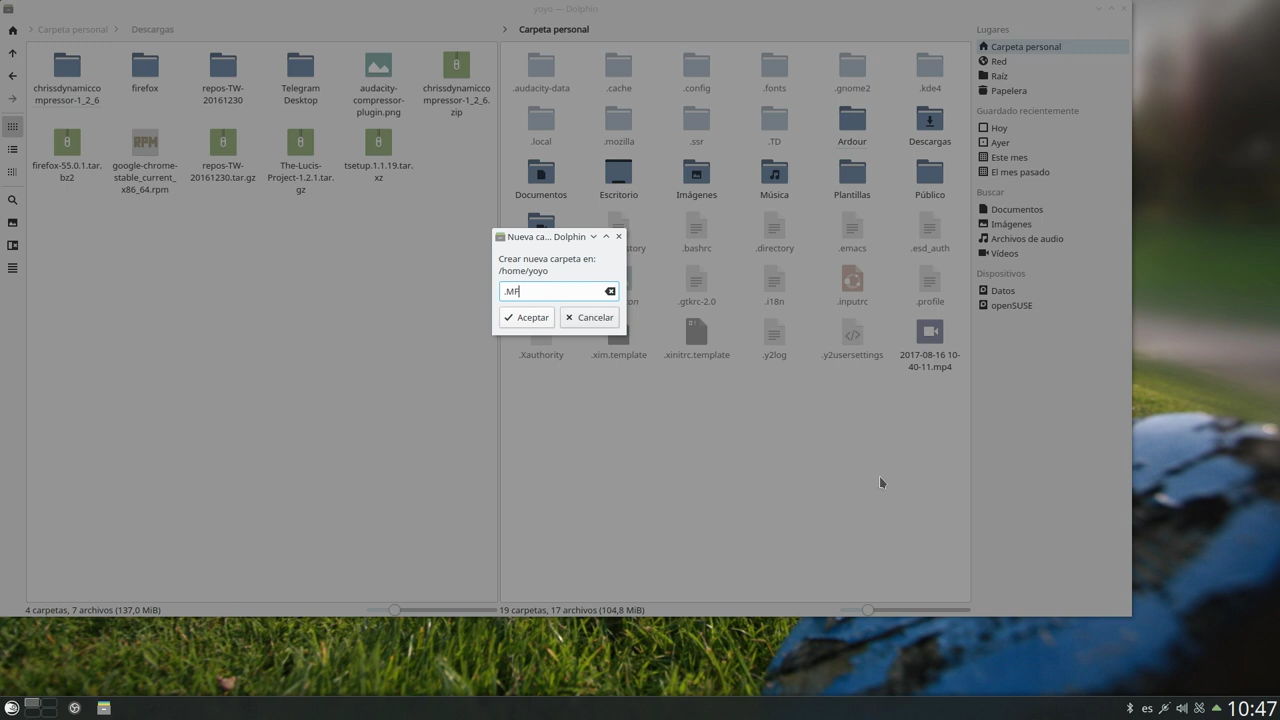 yoyo — Dolphin
Carpeta personal
Descargas
chrissdynamicco
mpressor-1_2_6
firefox
repos-TW-
20161230
Telegram
Desktop
audacity-
compressor-
plugin.png
chrissdynamicco
mpressor-1_2_6.
zip
firefox-55.0.1.tar.
bz2
RPM
google-chrome-
stable_current_
x86_64.rpm
repos-TW-
20161230.tar.gz
The-Lucis-
Project-1.2.1.tar.
gz
tsetup.1.1.19.tar.
xz
4 carpetas, 7 archivos (137,0 MiB)
Carpeta personal
.audacity-data
.cache
.config
.fonts
.gnome2
.kde4
.local
.mozilla
.ssr
.TD
Ardour
Descargas
Documentos
Escritorio
Imágenes
Música
Plantillas
Público
.bashrc
.directory
.emacs
.esd_auth
.gtkrc-2.0
.i18n
.inputrc
.profile
.Xauthority
.xim.template
.xinitrc.template
.y2log
.y2usersettings
2017-08-16 10-
40-11.mp4
19 carpetas, 17 archivos (104,8 MiB)
Nueva ca... Dolphin
Crear nueva carpeta en:
/home/yoyo
.MF
Aceptar
Cancelar
Lugares
Carpeta personal
Red
Raíz
Papelera
Guardado recientemente
Hoy
Ayer
Este mes
El mes pasado
Buscar
Documentos
Imágenes
Archivos de audio
Vídeos
Dispositivos
Datos
openSUSE
es
10:47